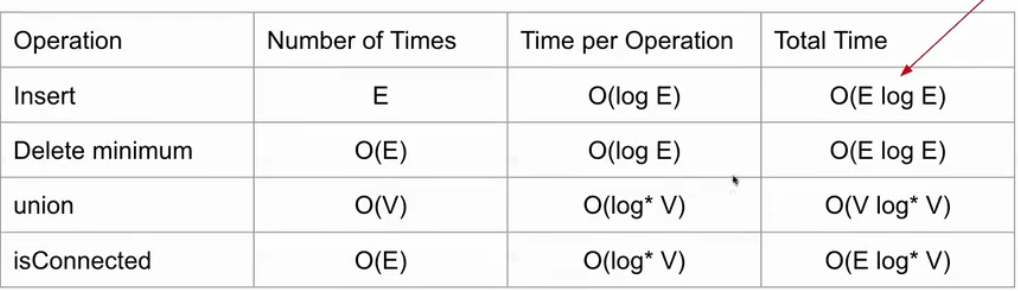 Operation Number of Times Time per Operation Total Time
Insert E O(log E) O(E log E)
Delete minimum O(E) O(log E) O(E log E)
union O(V) O(log* V) O(V log* V)
isConnected O(E) O(log* V) O(E log* V)